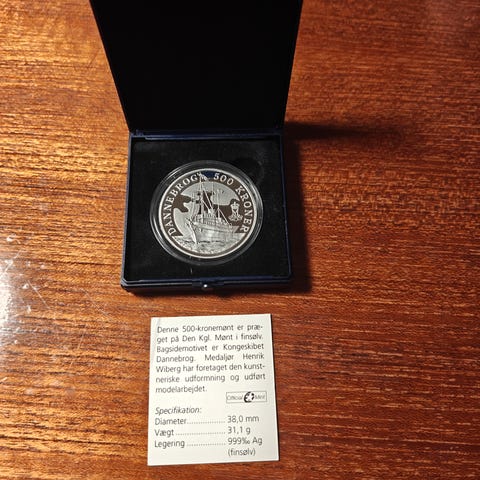 DANNEBROG 500 KRONER
Denne 500-kronemønt er præ-
get på Den Kgl. Mønt i finsølv.
Bagsidemotivet er Kongeskibet
Dannebrog. Medaljør Henrik
Wiberg har foretaget den kunst-
neriske udformning og udført
modelarbejdet.
Official Mint
Specifikation:
Diameter................ 38,0 mm
Vægt .................... 31,1 g
Legering .............. 999‰ Ag
(finsølv)